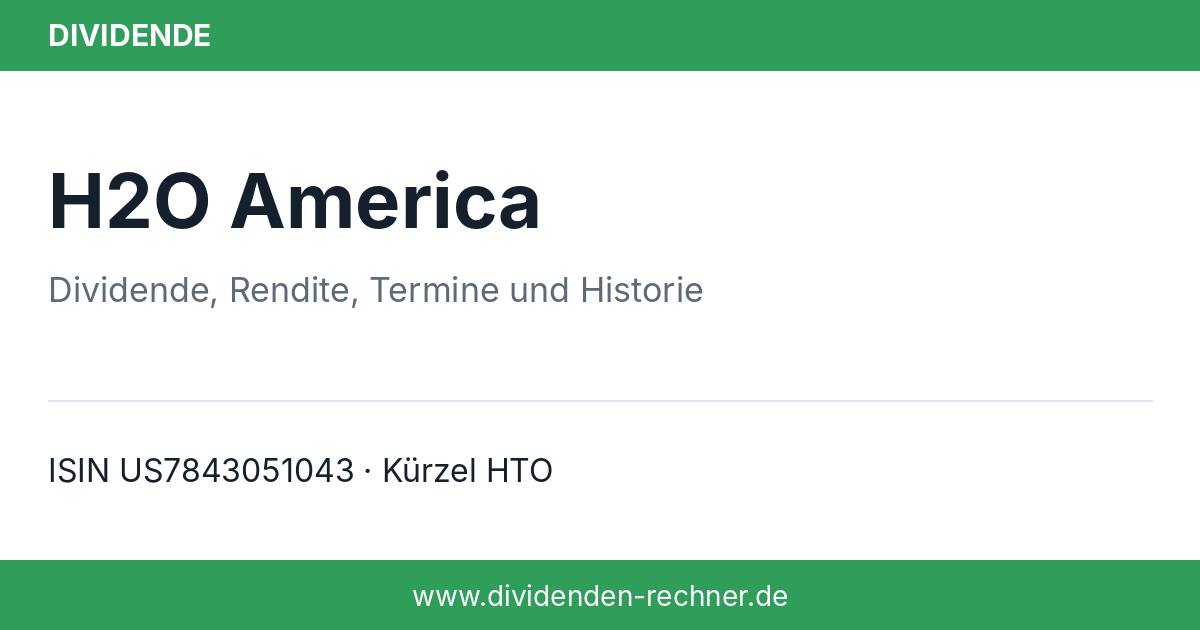 DIVIDENDE
H2O America
Dividende, Rendite, Termine und Historie
ISIN US7843051043 · Kürzel HTO
www.dividenden-rechner.de